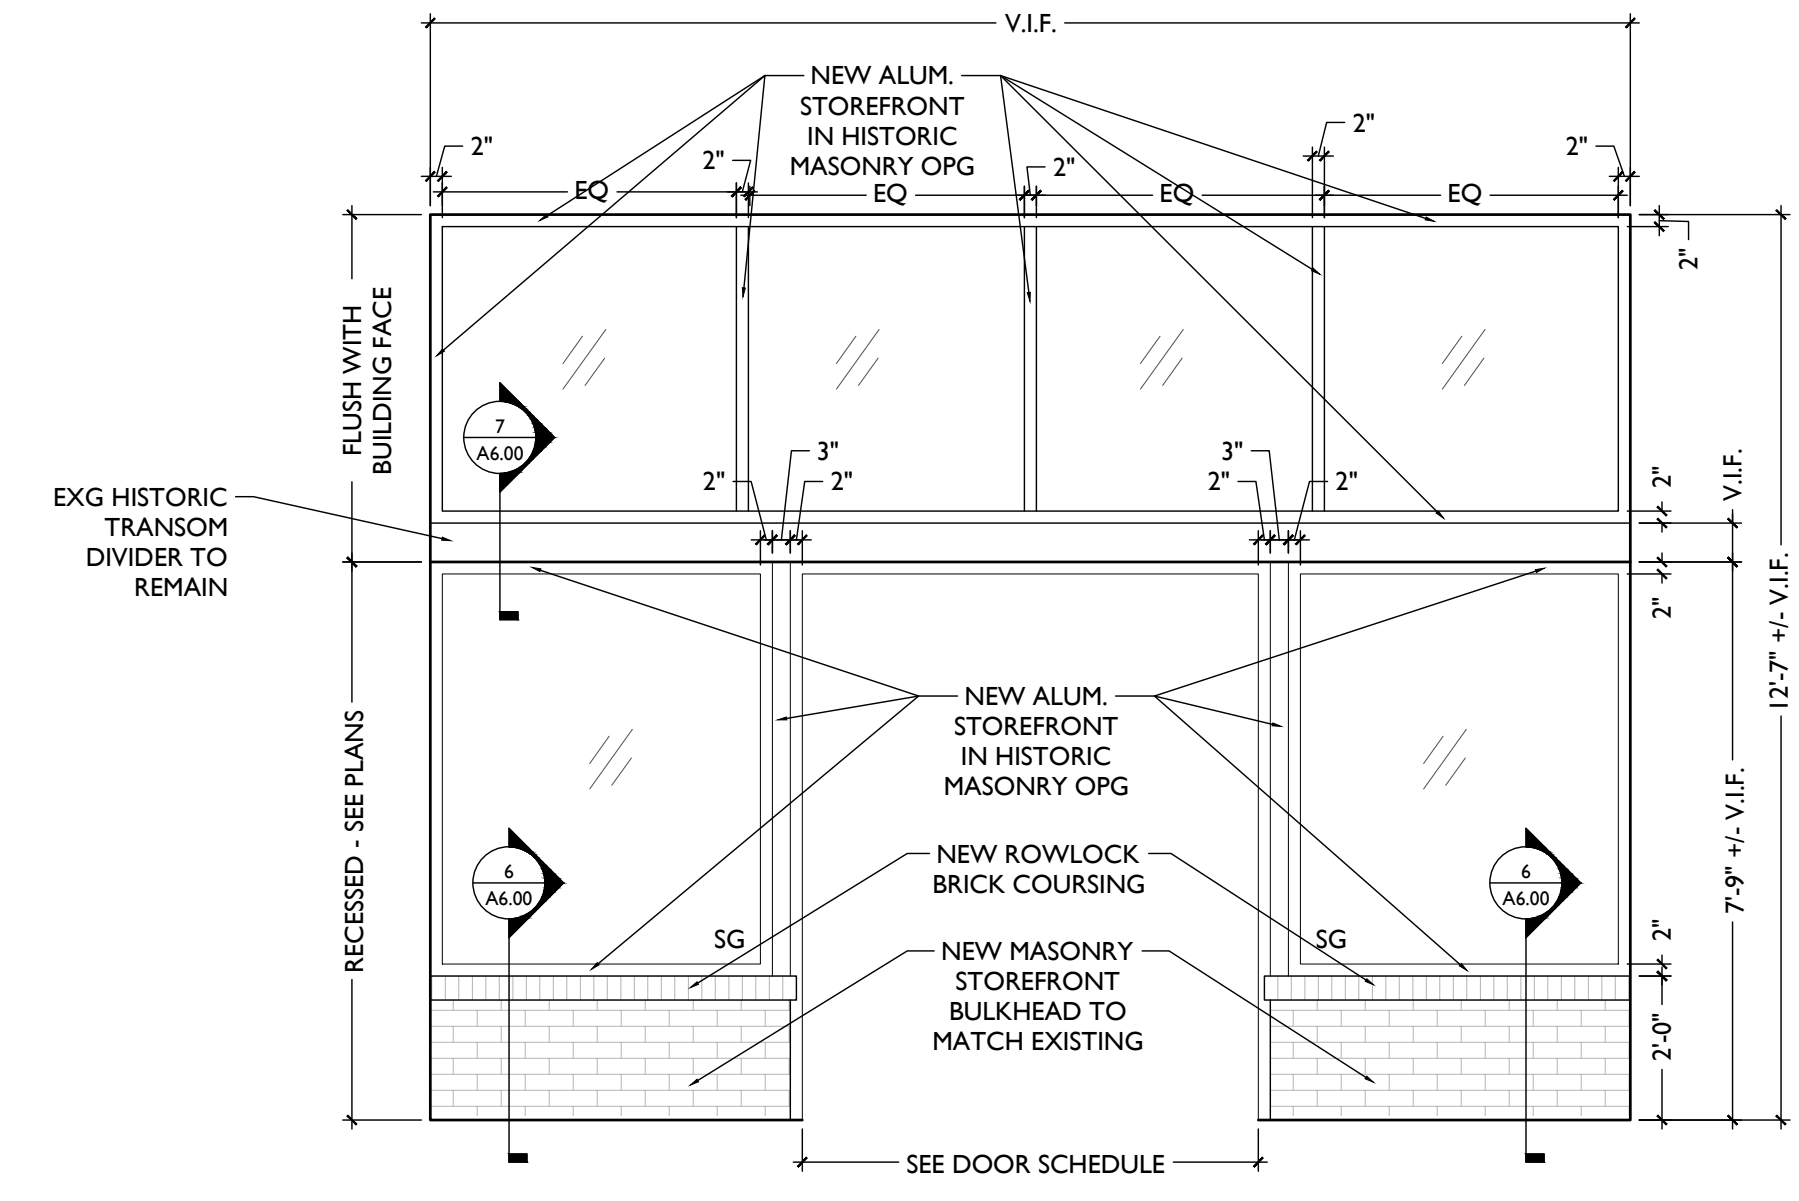 V.I.F.
NEW ALUM.
STOREFRONT
IN HISTORIC
MASONRY OPG
2"
2"
2"
2"
2"
EQ
EQ
EQ
EQ
2"
FLUSH WITH
BUILDING FACE
7
A6.00
3"
2"
2"
3"
2"
2"
2"
V.I.F.
EXG HISTORIC
TRANSOM
DIVIDER TO
REMAIN
2"
12'-7" +/- V.I.F.
NEW ALUM.
STOREFRONT
IN HISTORIC
MASONRY OPG
RECESSED - SEE PLANS
7'-9" +/- V.I.F.
NEW ROWLOCK
BRICK COURSING
6
A6.00
6
A6.00
SG
SG
2"
NEW MASONRY
STOREFRONT
BULKHEAD TO
MATCH EXISTING
2'-0"
SEE DOOR SCHEDULE